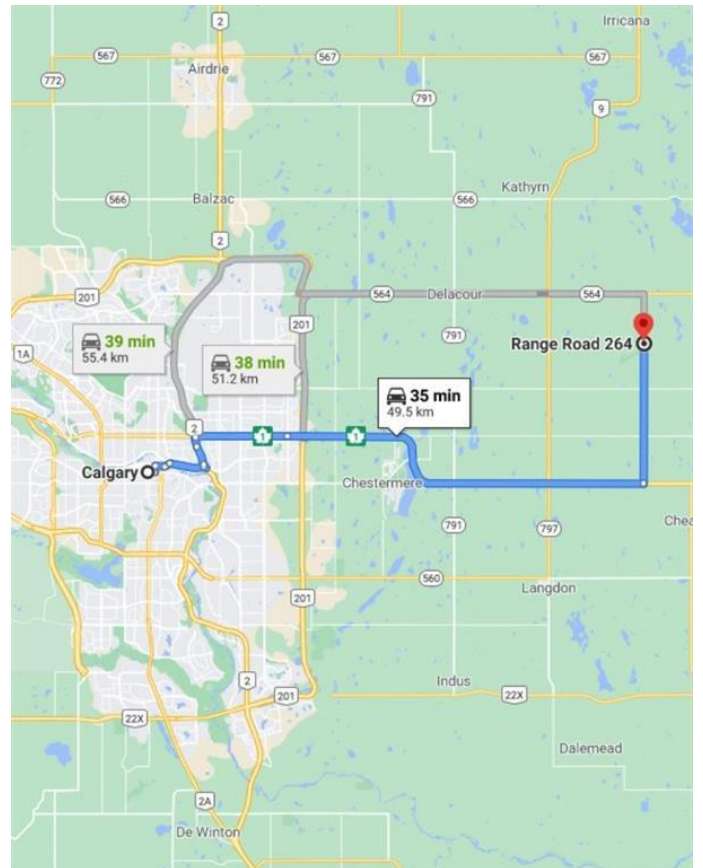 Irricana
2
567
567
567
772
Airdrie
791
9
Kathyrn
566
Balzac
566
2
201
564
Delacour
564
201
39 min
55.4 km
791
Range Road 264
1A
38 min
51.2 km
35 min
49.5 km
2
1
1
Calgary
Chestermere
791
797
Chea
560
Langdon
201
Indus
2
201
22X
22X
Dalemead
2A
De Winton